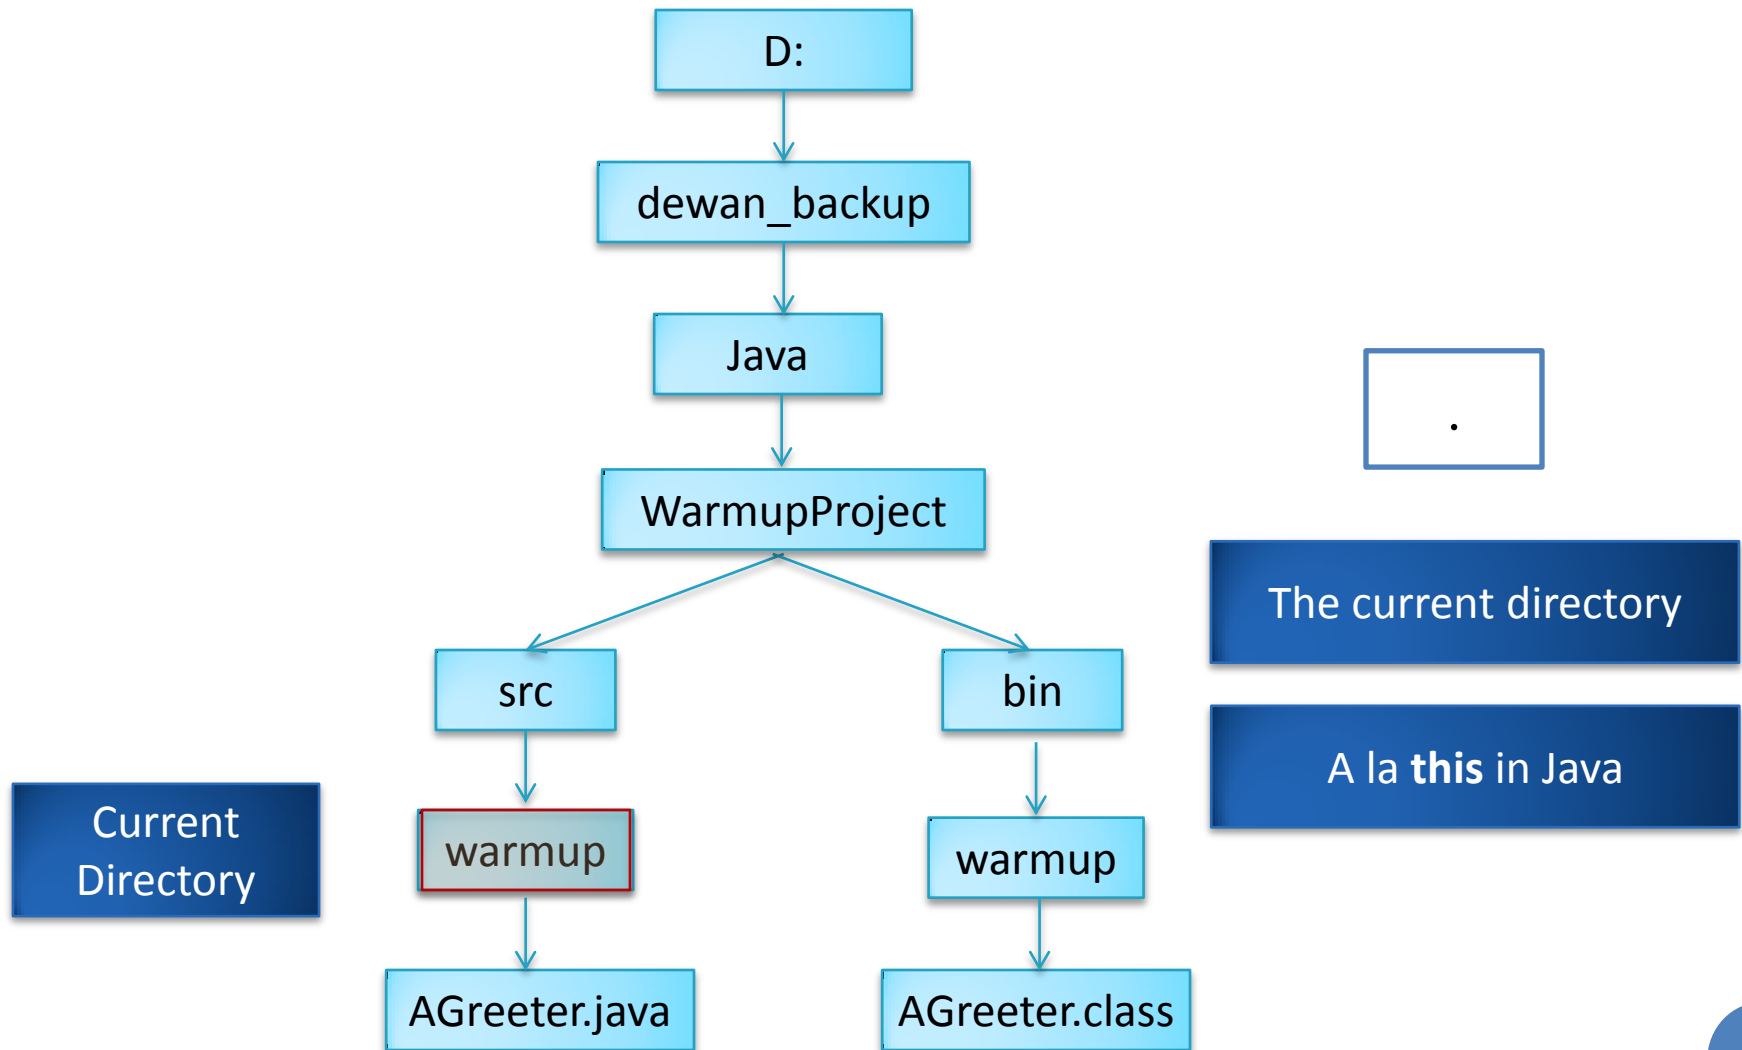 D:
dewan_backup
Java
.
WarmupProject
The current directory
src
bin
A la this in Java
Current
Directory
warmup
warmup
AGreeter.java
AGreeter.class